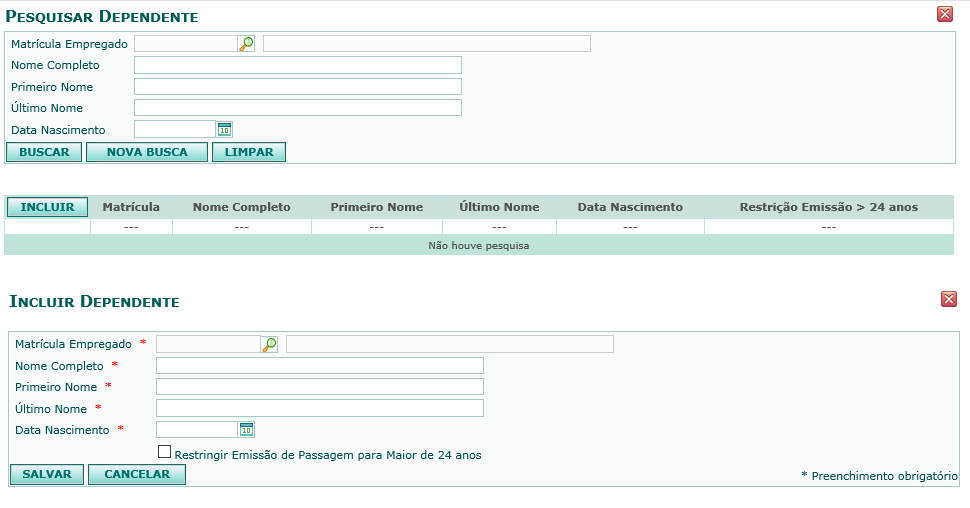 PESQUISAR DEPENDENTE
Matrícula Empregado
Nome Completo
Primeiro Nome
Último Nome
Data Nascimento
10
BUSCAR NOVA BUSCA LIMPAR
INCLUIR Matrícula Nome Completo Primeiro Nome Último Nome Data Nascimento Restrição Emissão > 24 anos
--- --- --- --- --- ---
Não houve pesquisa
INCLUIR DEPENDENTE
Matrícula Empregado *
Nome Completo *
Primeiro Nome *
Último Nome *
Data Nascimento * 10
Restringir Emissão de Passagem para Maior de 24 anos
SALVAR CANCELAR * Preenchimento obrigatório